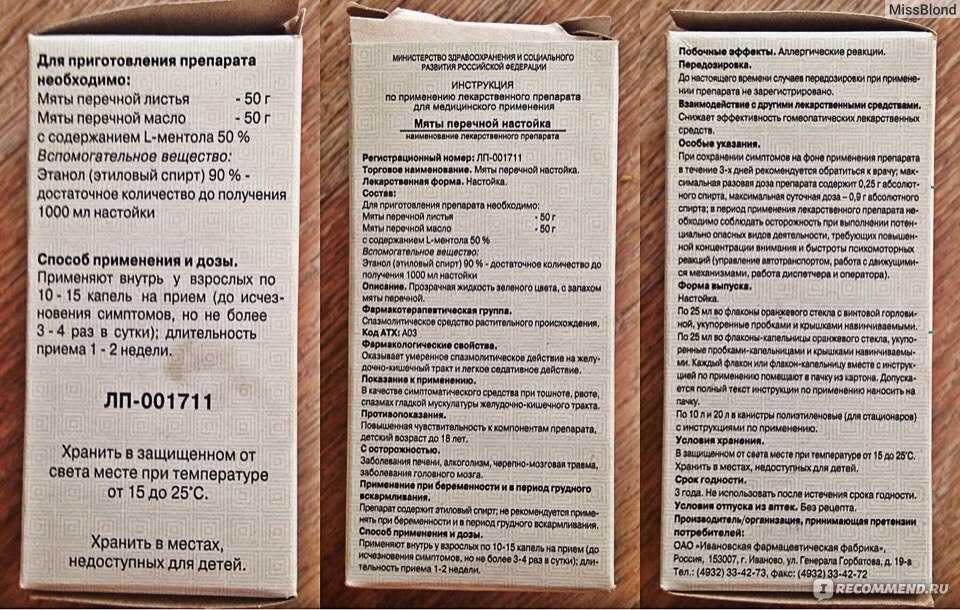 MissBlond
Для приготовления препарата
необходимо:
Мяты перечной листья - 50 г
Мяты перечной масло - 50 г
с содержанием L-ментола 50 %
Вспомогательное вещество:
Этанол (этиловый спирт) 90 % -
достаточное количество до получения
1000 мл настойки
Способ применения и дозы.
Применяют внутрь у взрослых по
10 - 15 капель на прием (до исчез-
новения симптомов, но не более
3 - 4 раз в сутки); длительность
приема 1 - 2 недели.
ЛП-001711
Хранить в защищенном от
света месте при температуре
от 15 до 25°С.
Хранить в местах,
недоступных для детей.
МИНИСТЕРСТВО ЗДРАВООХРАНЕНИЯ И СОЦИАЛЬНОГО
РАЗВИТИЯ РОССИЙСКОЙ ФЕДЕРАЦИИ
ИНСТРУКЦИЯ
по применению лекарственного препарата
для медицинского применения
Мяты перечной настойка
наименование лекарственного препарата
Регистрационный номер: ЛП-001711
Торговое наименование. Мяты перечной настойка.
Лекарственная форма. Настойка.
Состав:
Для приготовления препарата необходимо:
Мяты перечной листья - 50 г
Мяты перечной масло - 50 г
с содержанием L-ментола 50 %
Вспомогательное вещество:
Этанол (этиловый спирт) 90 % - достаточное количество до
получения 1000 мл настойки
Описание. Прозрачная жидкость зеленого цвета, с запахом
мяты перечной.
Фармакотерапевтическая группа.
Спазмолитическое средство растительного происхождения.
Код АТХ: А03
Фармакологические свойства.
Оказывает умеренное спазмолитическое действие на желу-
дочно-кишечный тракт и легкое седативное действие.
Показание к применению.
В качестве симптоматического средства при тошноте, рвоте,
спазмах гладкой мускулатуры желудочно-кишечного тракта.
Противопоказания.
Повышенная чувствительность к компонентам препарата,
детский возраст до 18 лет.
С осторожностью.
Заболевания печени, алкоголизм, черепно-мозговая травма,
заболевания головного мозга.
Применение при беременности и в период грудного
вскармливания.
Препарат содержит этиловый спирт; не рекомендуется приме-
нять при беременности и в период грудного вскармливания.
Способ применения и дозы.
Применяют внутрь у взрослых по 10-15 капель на прием (до
исчезновения симптомов, но не более 3-4 раз в сутки); дли-
тельность приема 1-2 недели.
Побочные эффекты. Аллергические реакции.
Передозировка.
До настоящего времени случаев передозировки при примене-
нии препарата не зарегистрировано.
Взаимодействие с другими лекарственными средствами.
Снижает эффективность гомеопатических лекарственных
средств.
Особые указания.
При сохранении симптомов на фоне применения препарата
в течение 3-х дней рекомендуется обратиться к врачу; мак-
симальная разовая доза препарата содержит 0,25 г абсолют-
ного спирта, максимальная суточная доза – 0,9 г абсолютного
спирта; в период применения лекарственного препарата не-
обходимо соблюдать осторожность при выполнении потен-
циально опасных видов деятельности, требующих повышен-
ной концентрации внимания и быстроты психомоторных
реакций (управление автотранспортом, работа с движущи-
мися механизмами, работа диспетчера и оператора).
Форма выпуска.
Настойка.
По 25 мл во флаконы оранжевого стекла с винтовой горлови-
ной, укупоренные пробками и крышками навинчиваемыми.
По 25 мл во флаконы-капельницы оранжевого стекла, укупо-
ренные пробками-капельницами и крышками навинчиваемы-
ми. Каждый флакон или флакон-капельницу вместе с инструк-
цией по применению помещают в пачку из картона. Допуска-
ется полный текст инструкции по применению наносить на
пачку.
По 10 л и 20 л в канистры полиэтиленовые (для стационаров)
с инструкциями по применению.
Условия хранения.
В защищенном от света месте при температуре от 15 до 25°С.
Хранить в местах, недоступных для детей.
Срок годности.
3 года. Не использовать после истечения срока годности.
Условия отпуска из аптек. Без рецепта.
Производитель/организация, принимающая претензии
потребителей:
ОАО «Ивановская фармацевтическая фабрика»,
Россия, 153007, г. Иваново, ул. Генерала Горбатова, д. 19-в
Тел.: (4932) 33-42-73, факс: (4932) 33-42-72
IRECOMMEND.RU